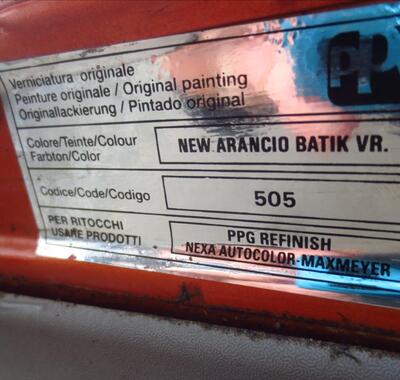 Verniciatura originale
Peinture originale / Original painting
Originallackierung / Pintado original
PP
Colore/Teinte/Colour
Farbton/Color
NEW ARANCIO BATIK VR.
Codice/Code/Codigo
505
PER RITOCCHI
USARE PRODOTTI
PPG REFINISH
NEXA AUTOCOLOR-MAXMEYER